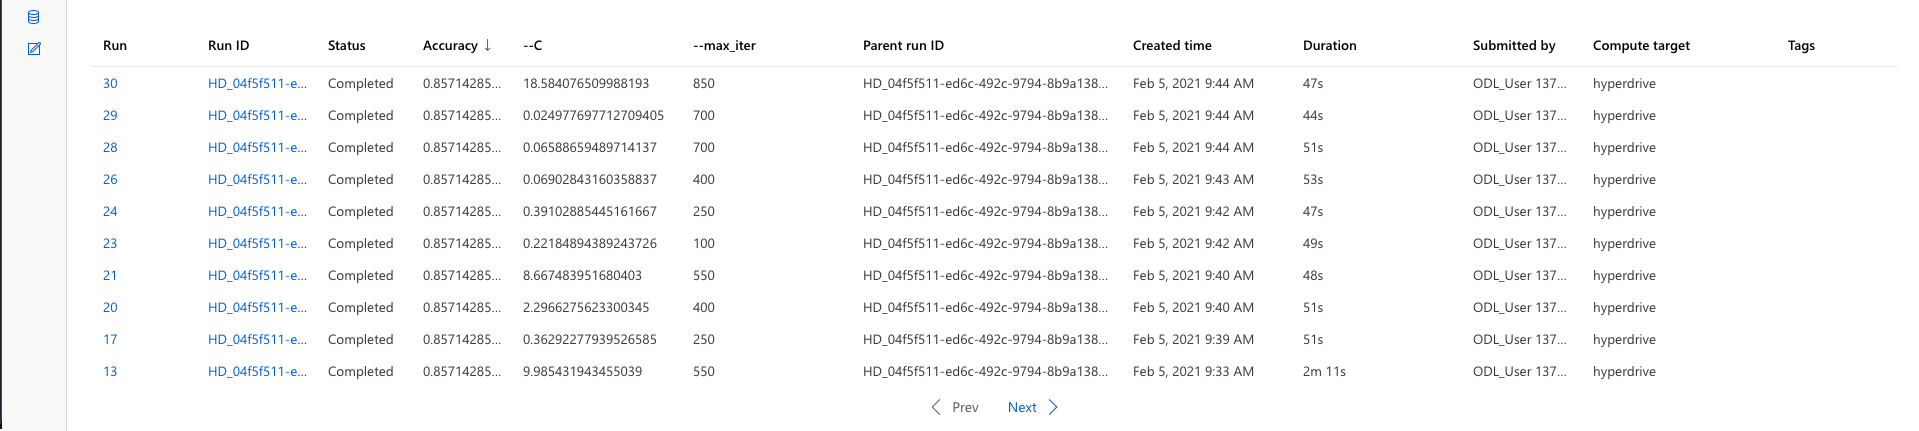 Run Run ID Status Accuracy ↓ --C --max_iter Parent run ID Created time Duration Submitted by Compute target Tags
30 HD_04f5f511-e... Completed 0.85714285... 18.584076509988193 850 HD_04f5f511-ed6c-492c-9794-8b9a138... Feb 5, 2021 9:44 AM 47s ODL_User 137... hyperdrive
29 HD_04f5f511-e... Completed 0.85714285... 0.024977697712709405 700 HD_04f5f511-ed6c-492c-9794-8b9a138... Feb 5, 2021 9:44 AM 44s ODL_User 137... hyperdrive
28 HD_04f5f511-e... Completed 0.85714285... 0.06588659489714137 700 HD_04f5f511-ed6c-492c-9794-8b9a138... Feb 5, 2021 9:44 AM 51s ODL_User 137... hyperdrive
26 HD_04f5f511-e... Completed 0.85714285... 0.06902843160358837 400 HD_04f5f511-ed6c-492c-9794-8b9a138... Feb 5, 2021 9:43 AM 53s ODL_User 137... hyperdrive
24 HD_04f5f511-e... Completed 0.85714285... 0.39102885445161667 250 HD_04f5f511-ed6c-492c-9794-8b9a138... Feb 5, 2021 9:42 AM 47s ODL_User 137... hyperdrive
23 HD_04f5f511-e... Completed 0.85714285... 0.22184894389243726 100 HD_04f5f511-ed6c-492c-9794-8b9a138... Feb 5, 2021 9:42 AM 49s ODL_User 137... hyperdrive
21 HD_04f5f511-e... Completed 0.85714285... 8.667483951680403 550 HD_04f5f511-ed6c-492c-9794-8b9a138... Feb 5, 2021 9:40 AM 48s ODL_User 137... hyperdrive
20 HD_04f5f511-e... Completed 0.85714285... 2.2966275623300345 400 HD_04f5f511-ed6c-492c-9794-8b9a138... Feb 5, 2021 9:40 AM 51s ODL_User 137... hyperdrive
17 HD_04f5f511-e... Completed 0.85714285... 0.36292277939526585 250 HD_04f5f511-ed6c-492c-9794-8b9a138... Feb 5, 2021 9:39 AM 51s ODL_User 137... hyperdrive
13 HD_04f5f511-e... Completed 0.85714285... 9.985431943455039 550 HD_04f5f511-ed6c-492c-9794-8b9a138... Feb 5, 2021 9:33 AM 2m 11s ODL_User 137... hyperdrive
Prev Next